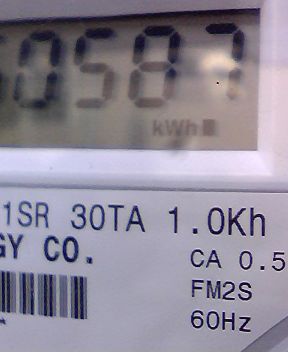 0587
kWh
1SR 30TA 1.0Kh
GY CO.
CA 0.5
FM2S
60Hz